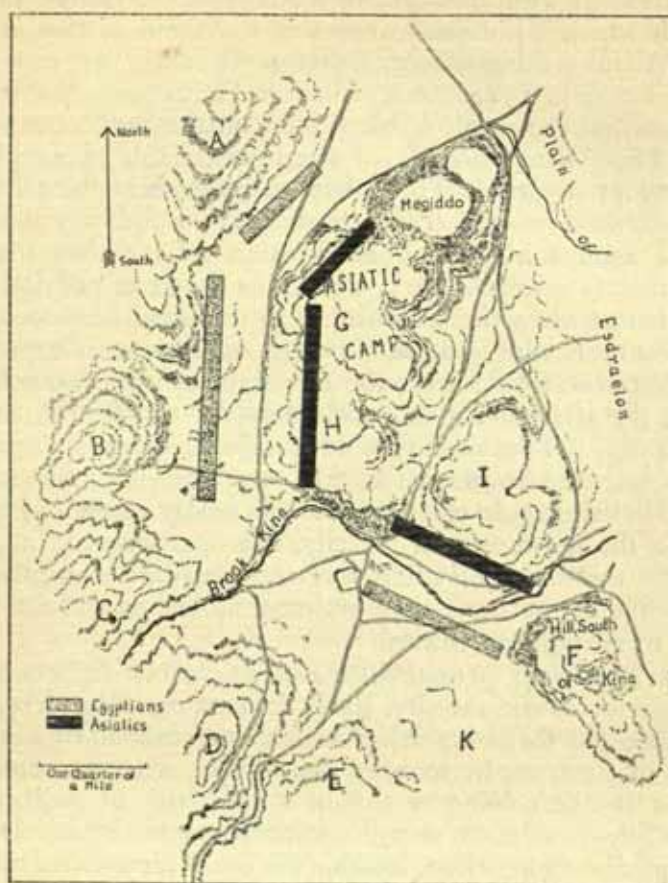 North
A
Megiddo
Plain
of
South
ASIATIC
G
CAMP
Esdraelon
H
B
I
Brook Kina
C
Hill South
F
of Kina
Egyptians
Asiatics
D
K
E
One Quarter of
a Mile